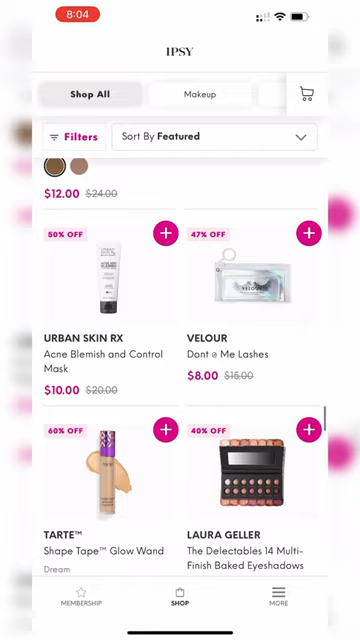 8:04
IPSY
Shop All
Makeup
Filters
Sort By Featured
$12.00 $24.00
50% OFF
47% OFF
URBAN SKIN RX
Acne Blemish and Control
Mask
$10.00 $20.00
VELOUR
Dont @ Me Lashes
$8.00 $15.00
60% OFF
40% OFF
TARTE™
Shape Tape™ Glow Wand
Dream
LAURA GELLER
The Delectables 14 Multi-
Finish Baked Eyeshadows
MEMBERSHIP
SHOP
MORE